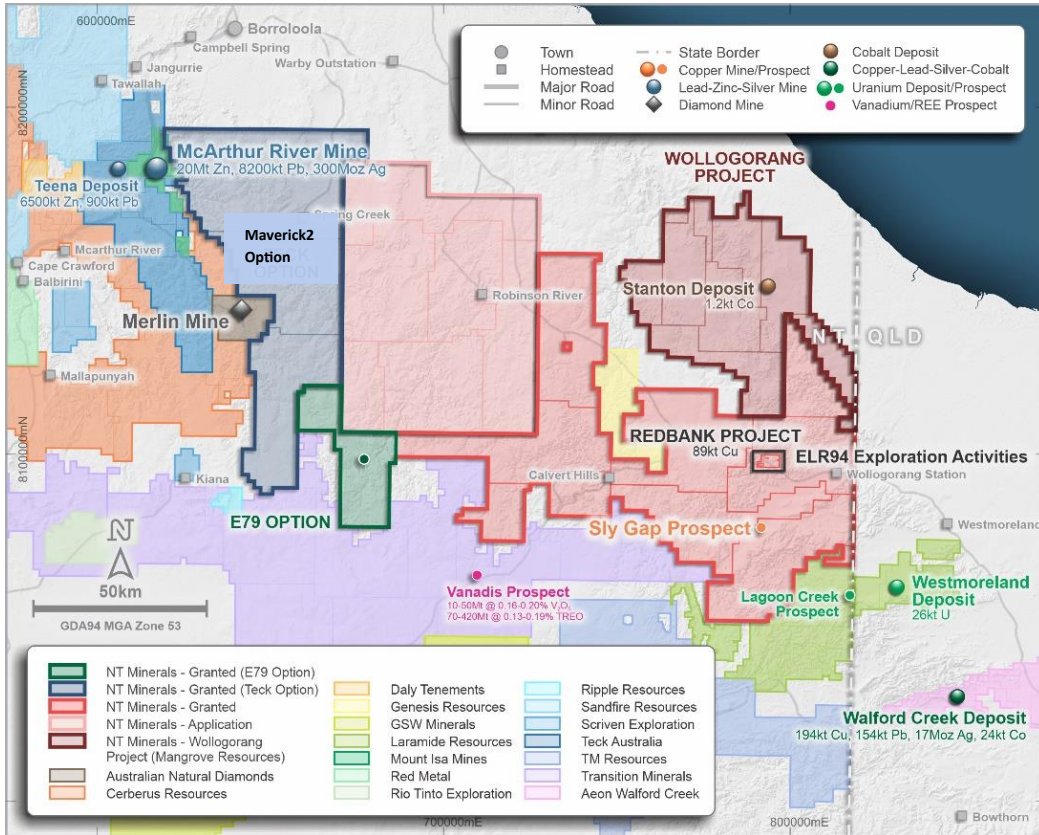 600000mE
Borroloola
Campbell Spring
Jangurrie
Warby Outstation
Tawallah
8200000mN
Town
Homestead
Major Road
Minor Road
State Border
Copper Mine/Prospect
Lead-Zinc-Silver Mine
Diamond Mine
Cobalt Deposit
Copper-Lead-Silver-Cobalt
Uranium Deposit/Prospect
Vanadium/REE Prospect
McArthur River Mine
20Mt Zn, 8200kt Pb, 300Moz Ag
Teena Deposit
6500kt Zn, 900kt Pb
WOLLOGORANG
PROJECT
Spring Creek
Maverick2
Option
Mcarthur River
Cape Crawford
Balbirini
Merlin Mine
Robinson River
Stanton Deposit
1.2kt Co
NT QLD
Mallapunyah
8100000mN
REDBANK PROJECT
89kt Cu
ELR94 Exploration Activities
Wollogorang Station
Kiana
Calvert Hills
E79 OPTION
Sly Gap Prospect
Westmoreland
N
50km
GDA94 MGA Zone 53
Vanadis Prospect
10-50Mt @ 0.16-0.20% V₂O₅
70-420Mt @ 0.13-0.19% TREO
Lagoon Creek
Prospect
Westmoreland
Deposit
26kt U
Walford Creek Deposit
194kt Cu, 154kt Pb, 17Moz Ag, 24kt Co
NT Minerals - Granted (E79 Option)
NT Minerals - Granted (Teck Option)
NT Minerals - Granted
NT Minerals - Application
NT Minerals - Wollogorang
Project (Mangrove Resources)
Australian Natural Diamonds
Cerberus Resources
Daly Tenements
Genesis Resources
GSW Minerals
Laramide Resources
Mount Isa Mines
Red Metal
Rio Tinto Exploration
Ripple Resources
Sandfire Resources
Scriven Exploration
Teck Australia
TM Resources
Transition Minerals
Aeon Walford Creek
700000mE
800000mE
Bowthorn